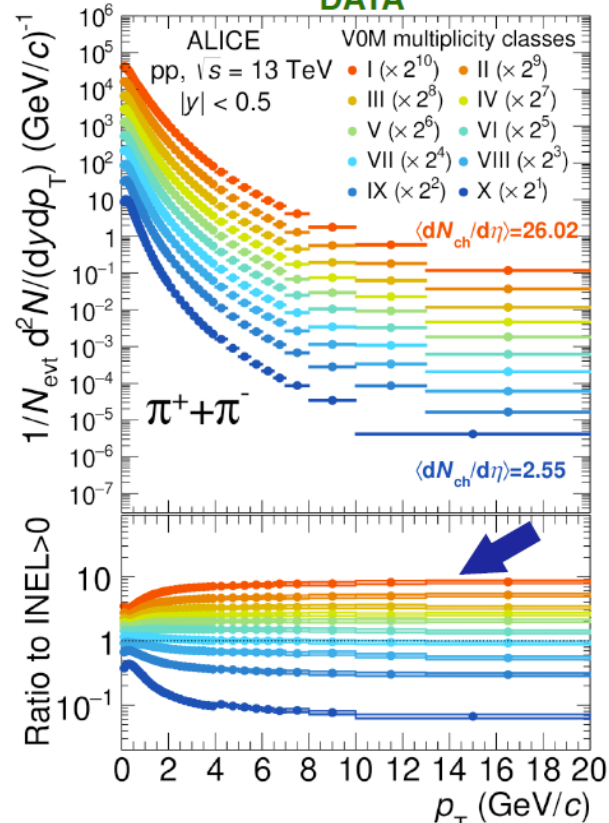 DATA
1/N_evt d²N/(dydp_T) (GeV/c)⁻¹
10⁶
10⁵
10⁴
10³
10²
10
1
10⁻¹
10⁻²
10⁻³
10⁻⁴
10⁻⁵
10⁻⁶
10⁻⁷
ALICE
pp, √s = 13 TeV
|y| < 0.5
V0M multiplicity classes
I (× 2¹⁰) II (× 2⁹)
III (× 2⁸) IV (× 2⁷)
V (× 2⁶) VI (× 2⁵)
VII (× 2⁴) VIII (× 2³)
IX (× 2²) X (× 2¹)
⟨dN_ch/dη⟩=26.02
π⁺+π⁻
⟨dN_ch/dη⟩=2.55
Ratio to INEL>0
10
1
10⁻¹
0 2 4 6 8 10 12 14 16 18 20
p_T (GeV/c)